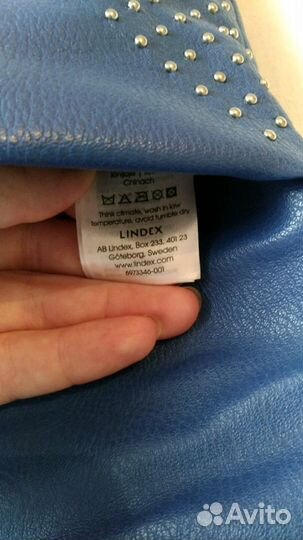 Chinach
Think climate, wash in low
temperature, avoid tumble dry
LINDEX
AB Lindex, Box 233, 401 23
Göteborg, Sweden
www.lindex.com
6973346-001
Avito